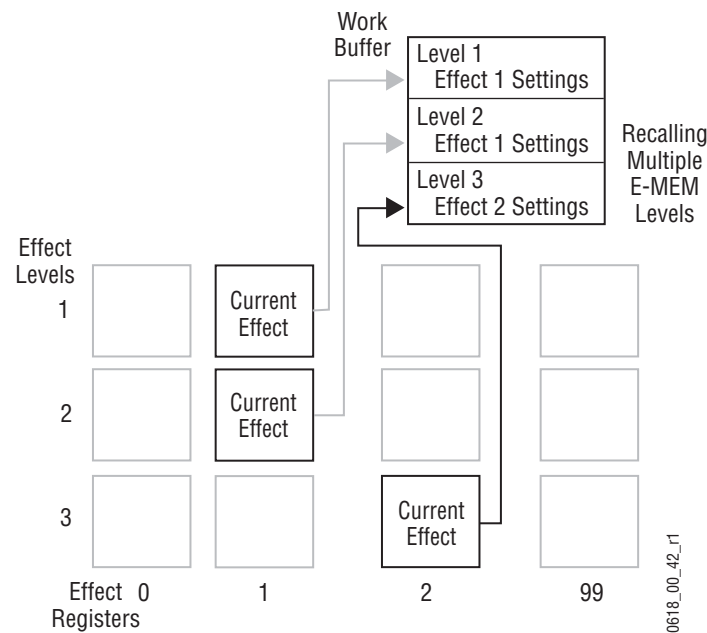 Work
Buffer
Level 1
Effect 1 Settings
Level 2
Effect 1 Settings
Level 3
Effect 2 Settings
Recalling
Multiple
E-MEM
Levels
Effect
Levels
1
Current
Effect
2
Current
Effect
3
Current
Effect
Effect
Registers
0
1
2
99
0618_00_42_r1